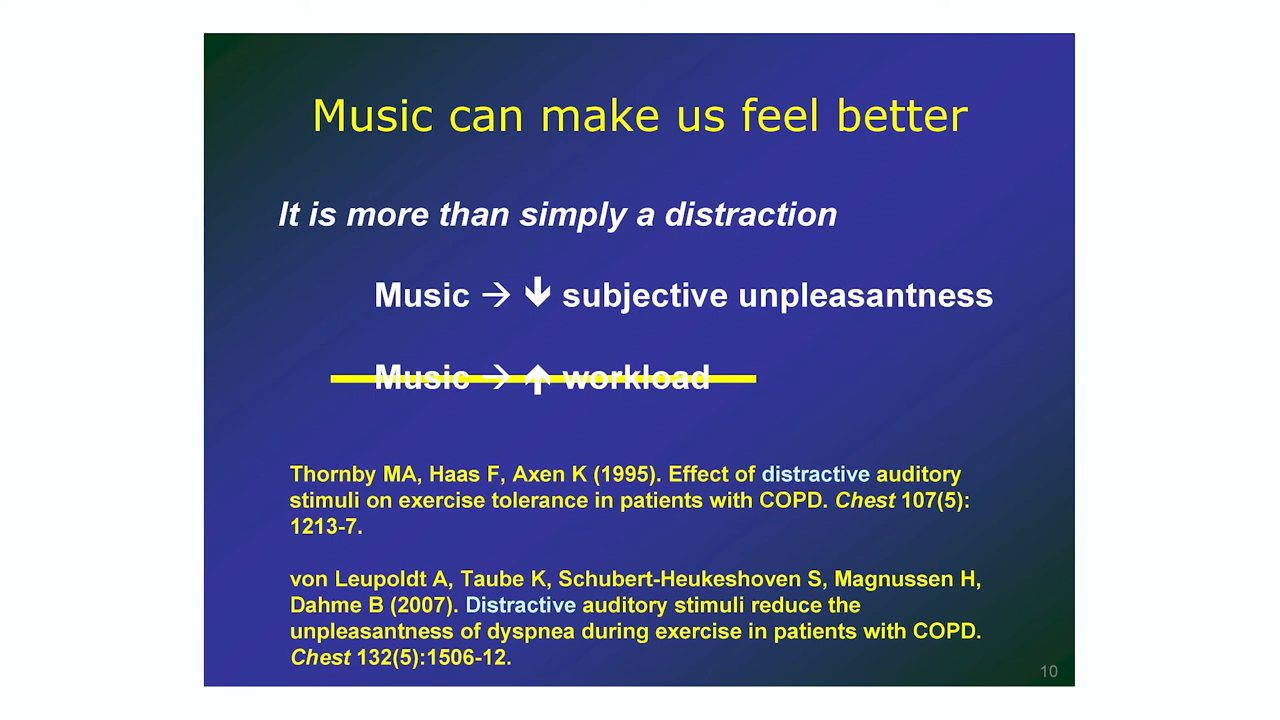 Music can make us feel better
It is more than simply a distraction
Music → 🡻 subjective unpleasantness
Music → 🡹 workload
Thornby MA, Haas F, Axen K (1995). Effect of distractive auditory
stimuli on exercise tolerance in patients with COPD. Chest 107(5):
1213-7.
von Leupoldt A, Taube K, Schubert-Heukeshoven S, Magnussen H,
Dahme B (2007). Distractive auditory stimuli reduce the
unpleasantness of dyspnea during exercise in patients with COPD.
Chest 132(5):1506-12.
10